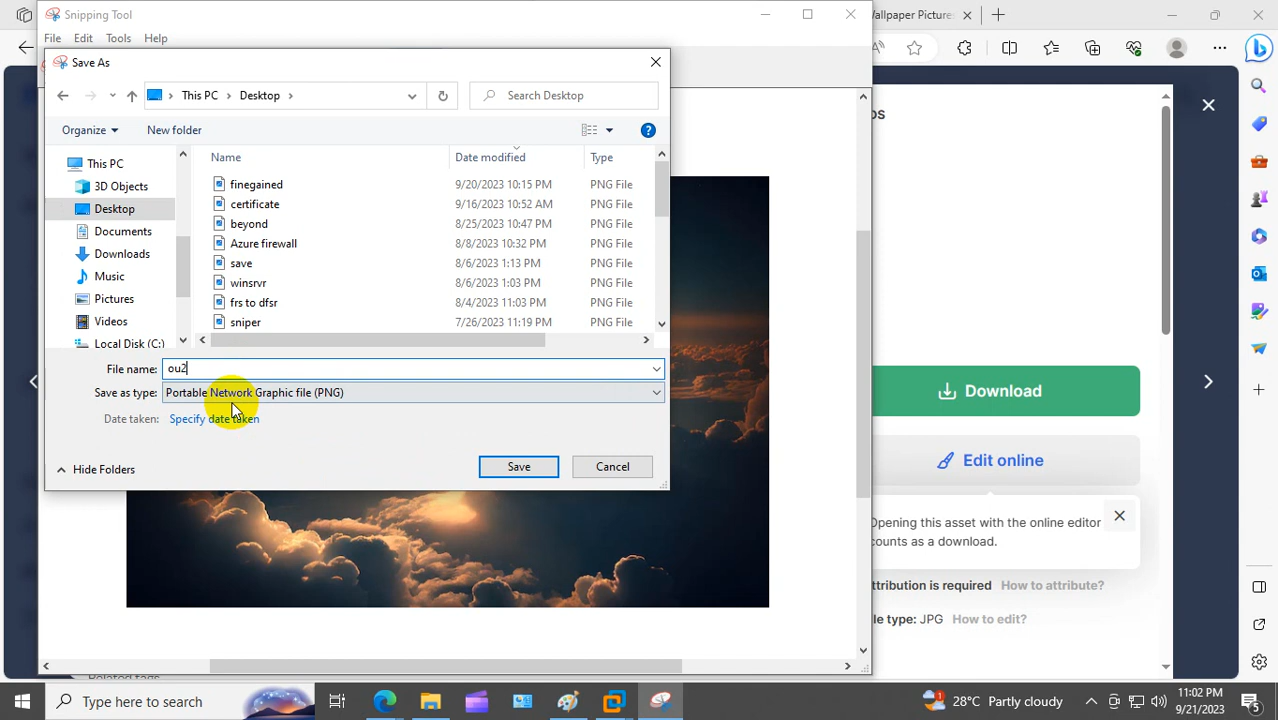 Snipping Tool
File Edit Tools Help
Save As
This PC Desktop
Search Desktop
Organize New folder
Name Date modified Type
This PC
3D Objects
Desktop
Documents
Downloads
Music
Pictures
Videos
Local Disk (C:)
finegained 9/20/2023 10:15 PM PNG File
certificate 9/16/2023 10:52 AM PNG File
beyond 8/25/2023 10:47 PM PNG File
Azure firewall 8/8/2023 10:32 PM PNG File
save 8/6/2023 1:13 PM PNG File
winsrvr 8/6/2023 1:03 PM PNG File
frs to dfsr 8/4/2023 11:03 PM PNG File
sniper 7/26/2023 11:19 PM PNG File
File name: ou2
Save as type: Portable Network Graphic file (PNG)
Date taken: Specify date taken
Hide Folders
Save Cancel
Wallpaper Pictures
Download
Edit online
Opening this asset with the online editor
counts as a download.
ttribution is required How to attribute?
le type: JPG How to edit?
Related tags
Type here to search
28°C Partly cloudy
11:02 PM
9/21/2023
5
1